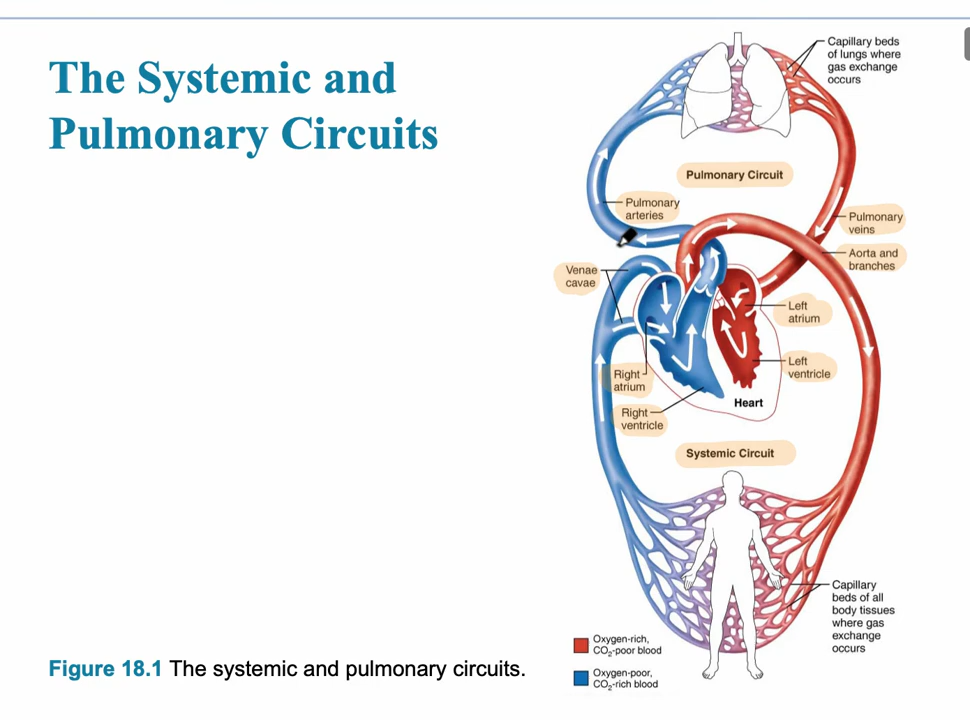 The Systemic and
Pulmonary Circuits
Capillary beds
of lungs where
gas exchange
occurs
Pulmonary Circuit
Pulmonary
arteries
Pulmonary
veins
Aorta and
branches
Venae
cavae
Left
atrium
Left
ventricle
Right
atrium
Heart
Right
ventricle
Systemic Circuit
Capillary
beds of all
body tissues
where gas
exchange
occurs
Oxygen-rich,
CO₂-poor blood
Oxygen-poor,
CO₂-rich blood
Figure 18.1 The systemic and pulmonary circuits.